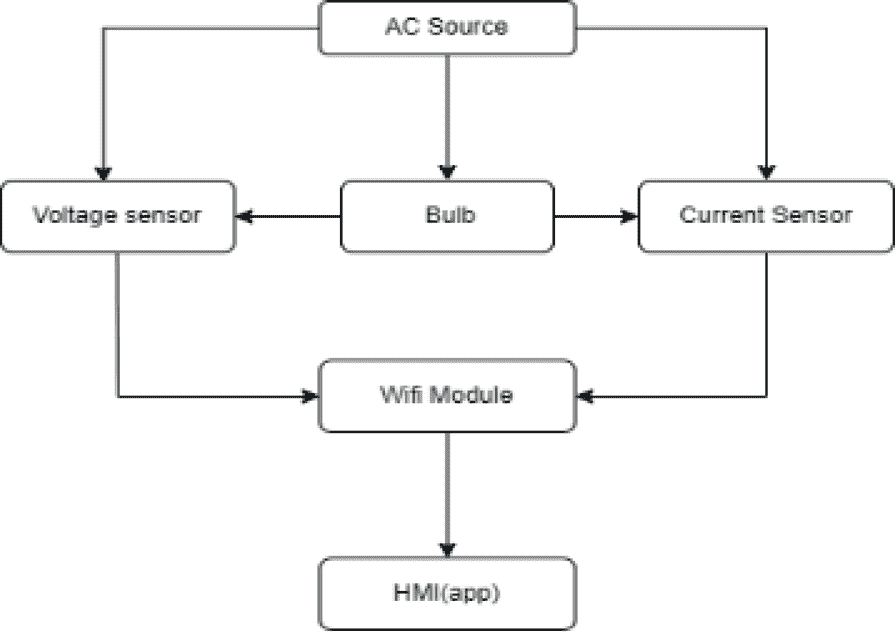 AC Source
Voltage sensor
Bulb
Current Sensor
Wifi Module
HMI(app)